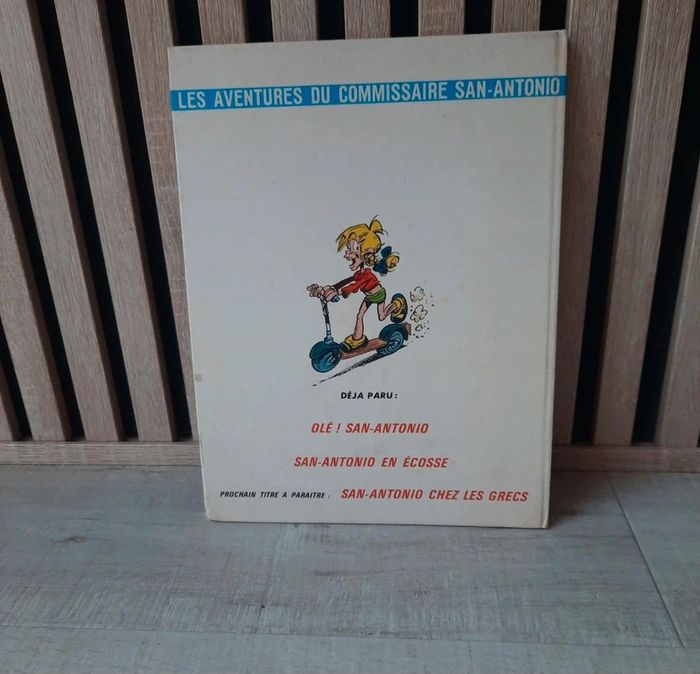 LES AVENTURES DU COMMISSAIRE SAN-ANTONIO
DÉJA PARU :
OLÉ ! SAN-ANTONIO
SAN-ANTONIO EN ÉCOSSE
PROCHAIN TITRE A PARAITRE : SAN-ANTONIO CHEZ LES GRECS